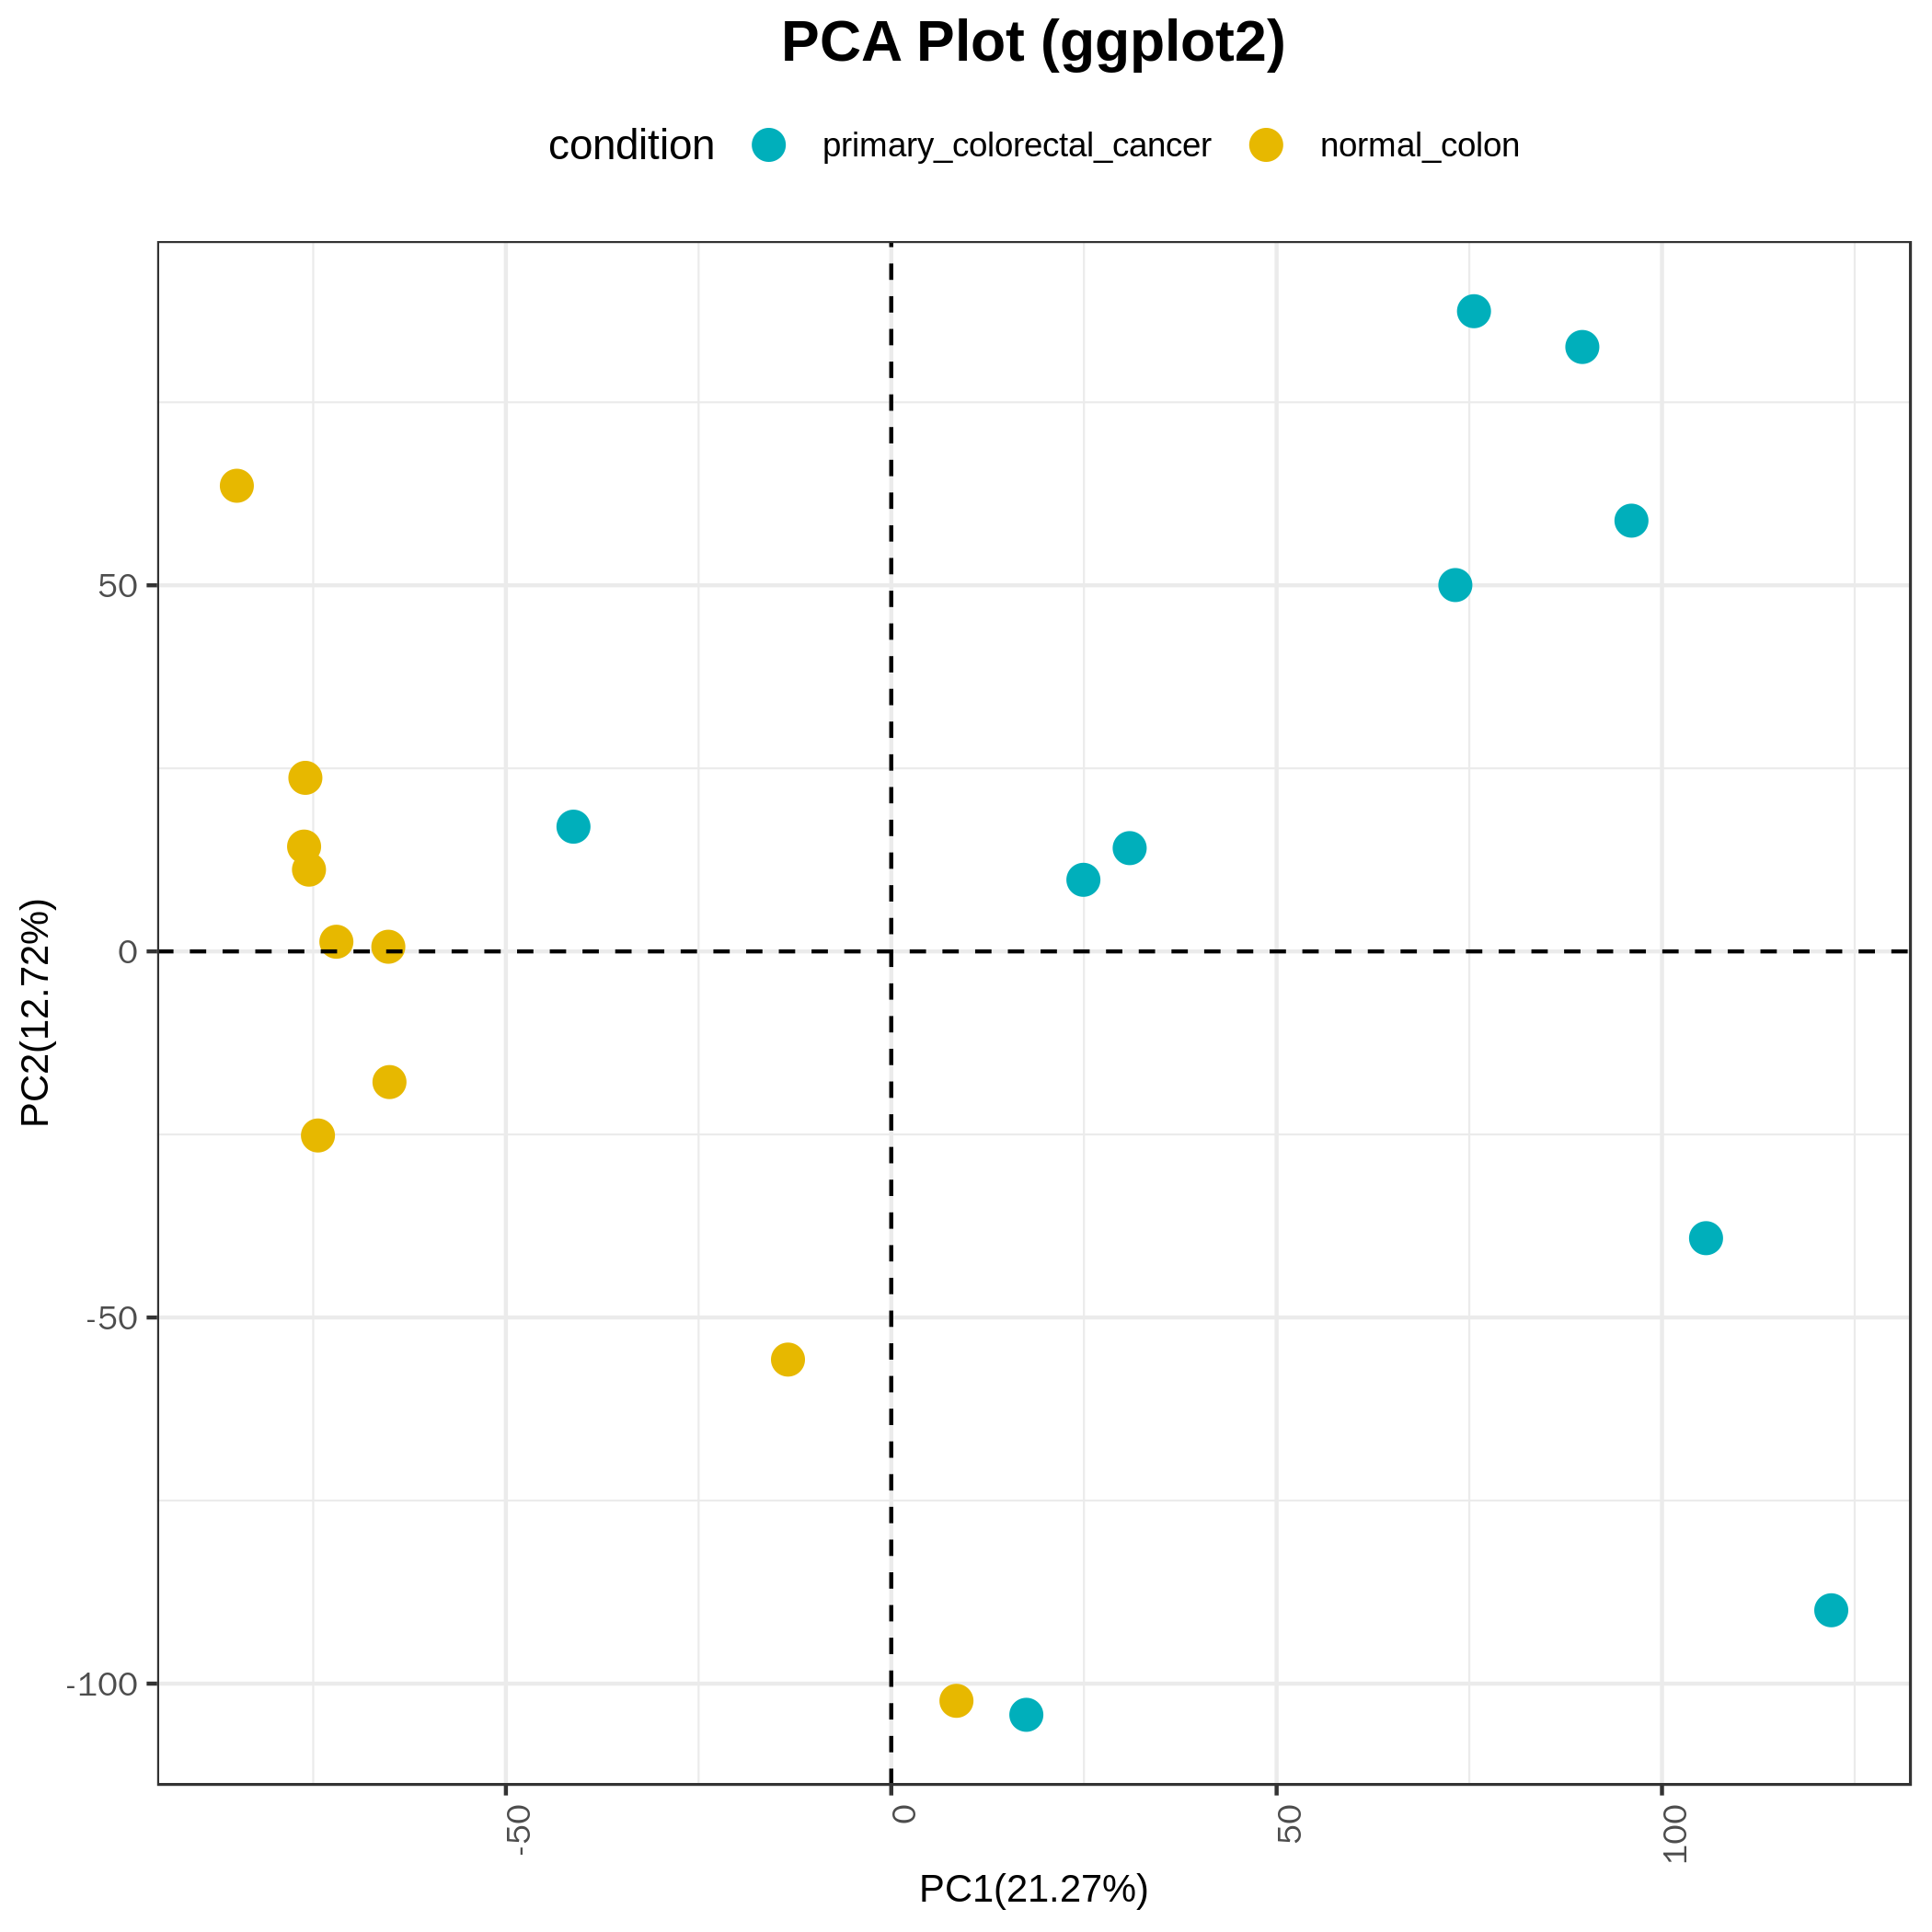 PCA Plot (ggplot2)
condition primary_colorectal_cancer normal_colon
50
0
-50
-100
PC2(12.72%)
-50 0 50 100
PC1(21.27%)